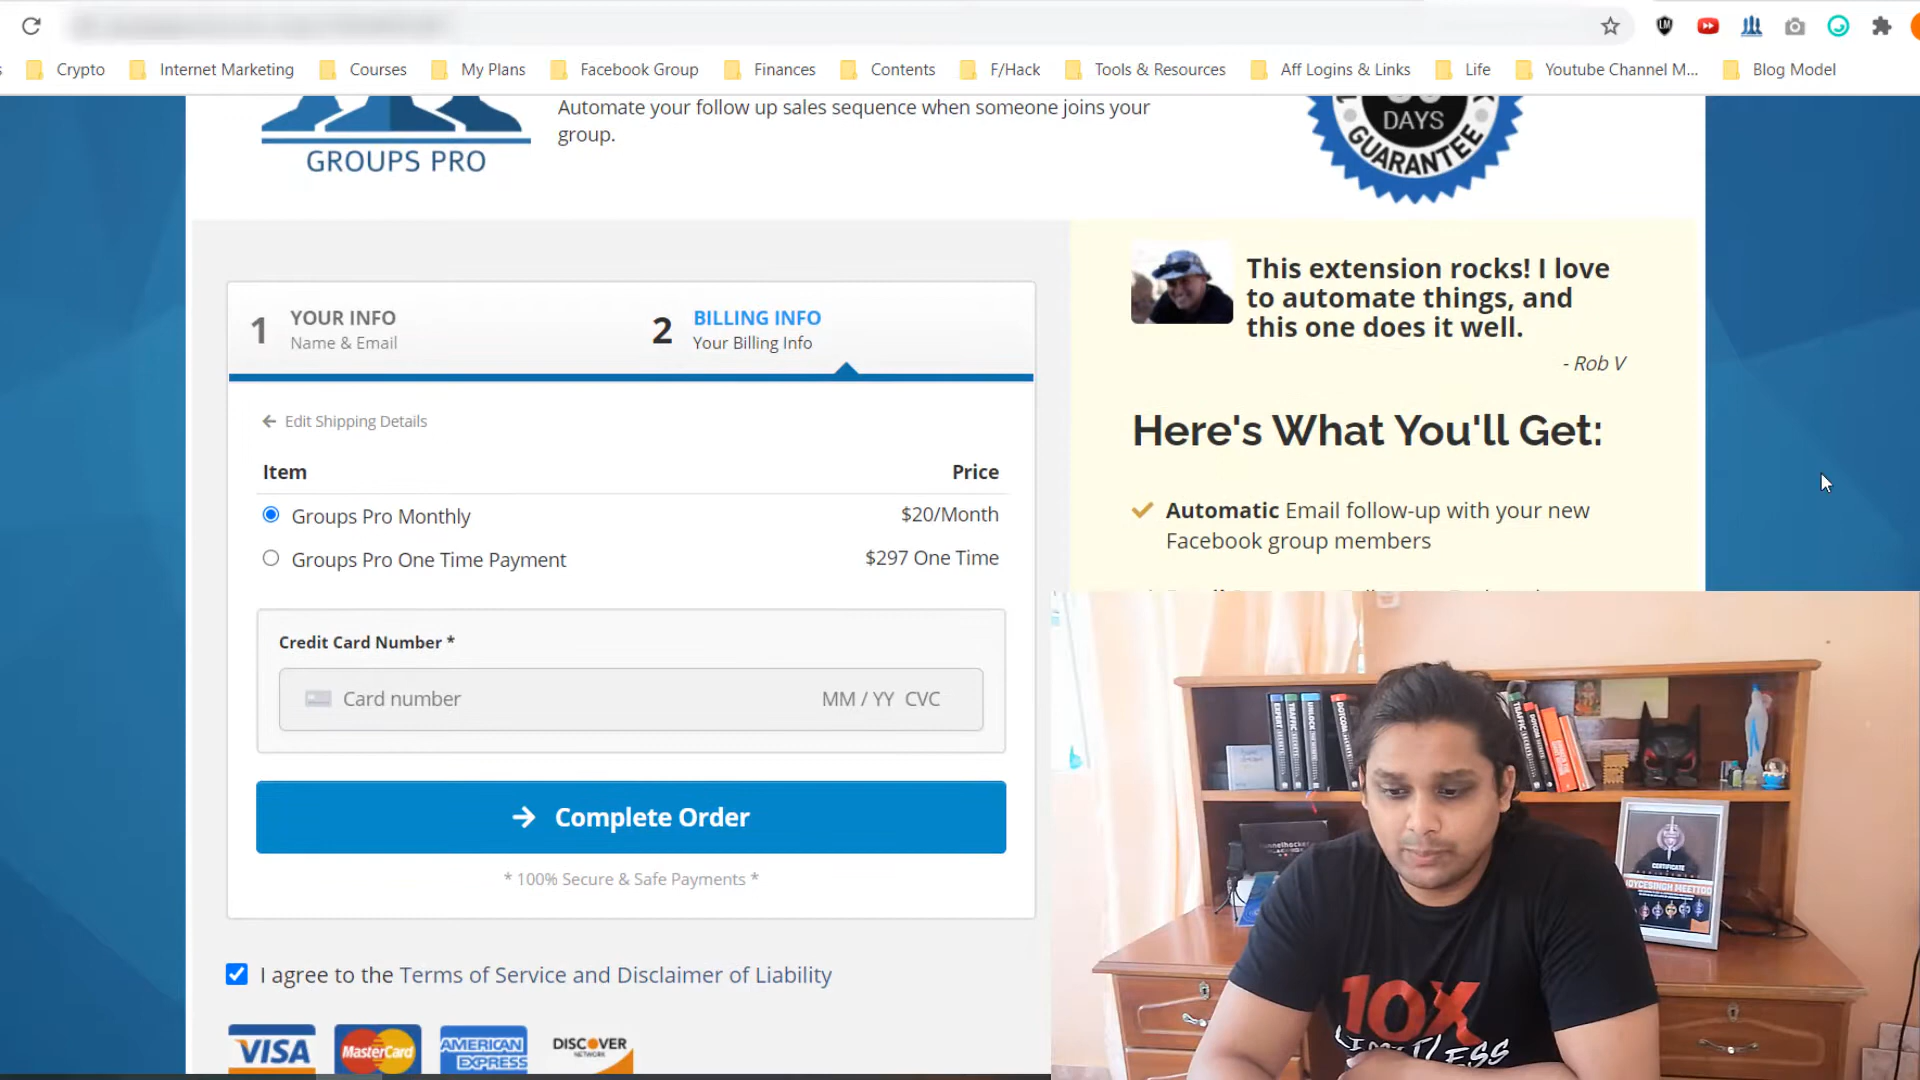 Crypto Internet Marketing Courses My Plans Facebook Group Finances Contents F/Hack Tools & Resources Aff Logins & Links Life Youtube Channel M... Blog Model
Automate your follow up sales sequence when someone joins your
group.
GROUPS PRO
DAYS
GUARANTEE
1 YOUR INFO
Name & Email
2 BILLING INFO
Your Billing Info
Edit Shipping Details
Item Price
Groups Pro Monthly $20/Month
Groups Pro One Time Payment $297 One Time
Credit Card Number *
Card number MM / YY CVC
Complete Order
* 100% Secure & Safe Payments *
I agree to the Terms of Service and Disclaimer of Liability
VISA
MasterCard
AMERICAN
EXPRESS
DISCOVER
NETWORK
This extension rocks! I love
to automate things, and
this one does it well.
- Rob V
Here's What You'll Get:
Automatic Email follow-up with your new
Facebook group members
CERTIFICATE
10X